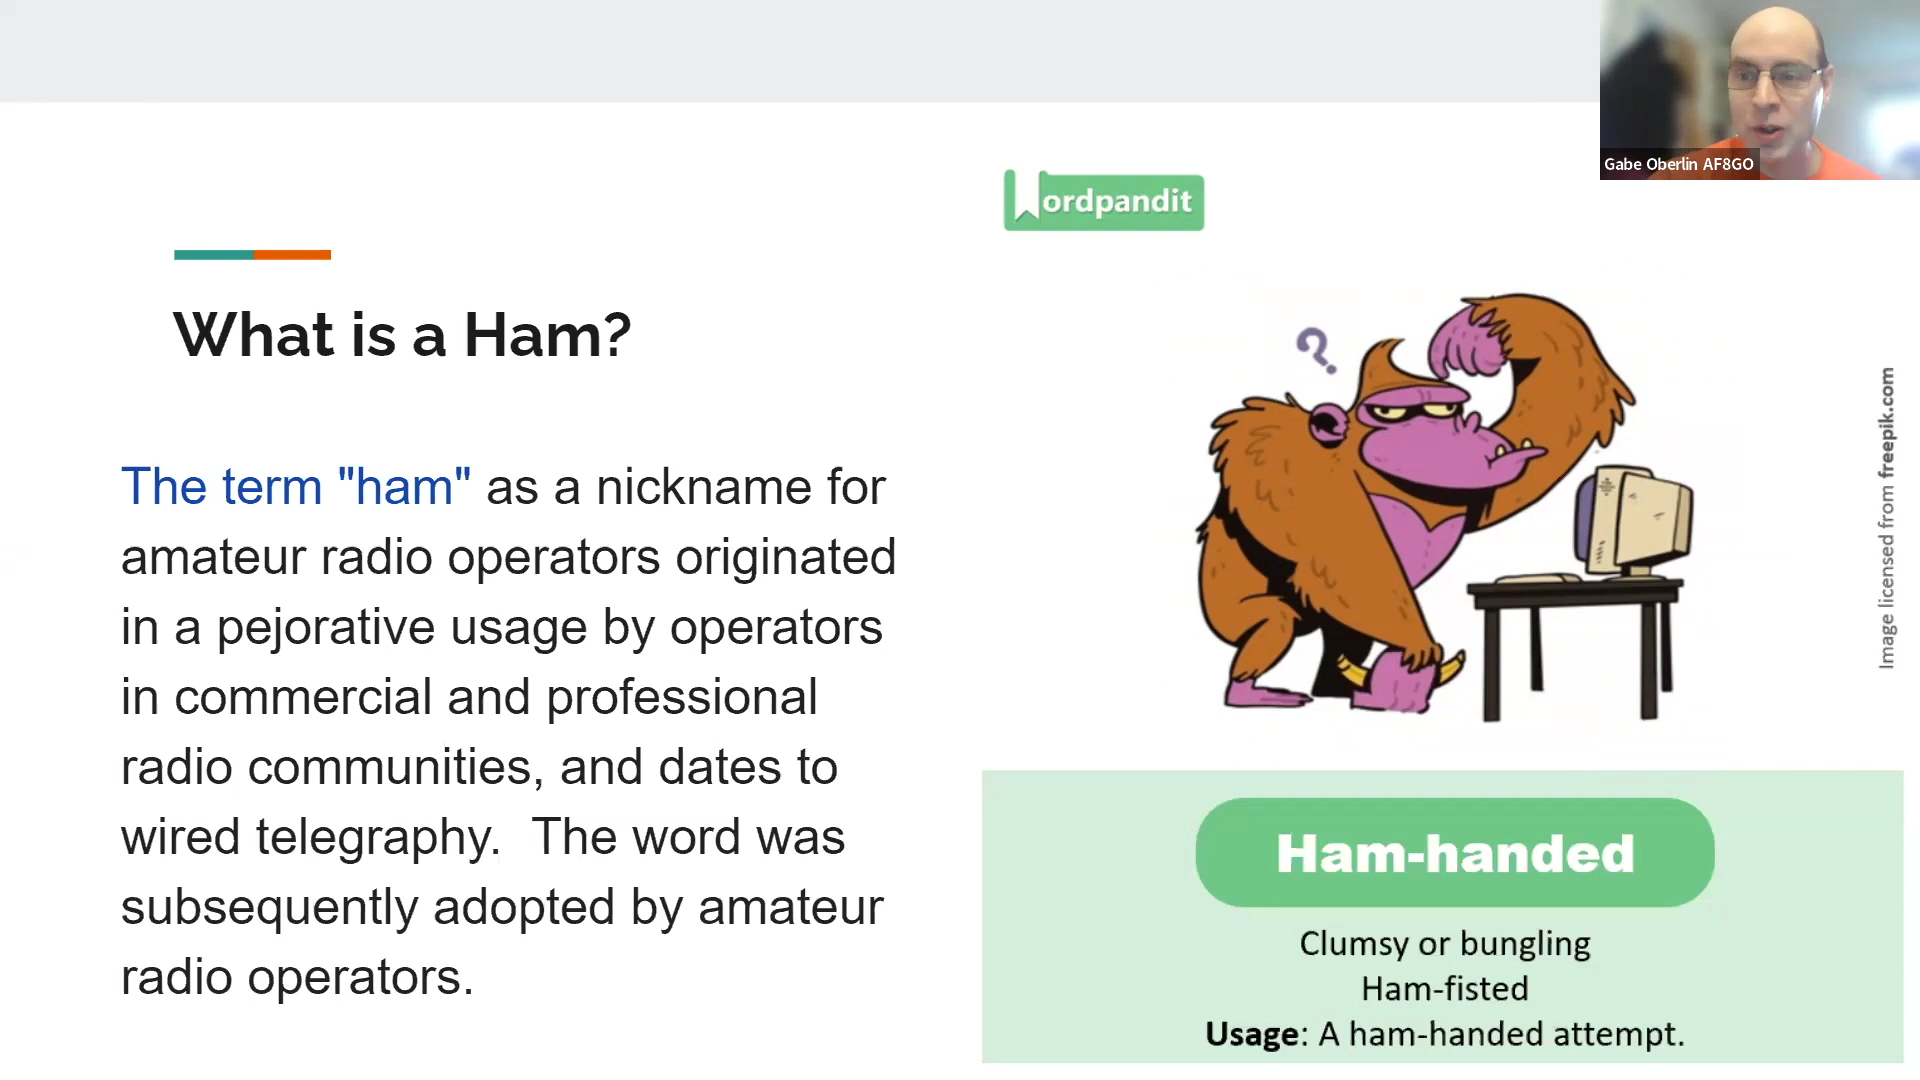 Gabe Oberlin AF8GO
Wordpandit
What is a Ham?
The term "ham" as a nickname for
amateur radio operators originated
in a pejorative usage by operators
in commercial and professional
radio communities, and dates to
wired telegraphy.  The word was
subsequently adopted by amateur
radio operators.
?
Image licensed from freepik.com
Ham-handed
Clumsy or bungling
Ham-fisted
Usage: A ham-handed attempt.